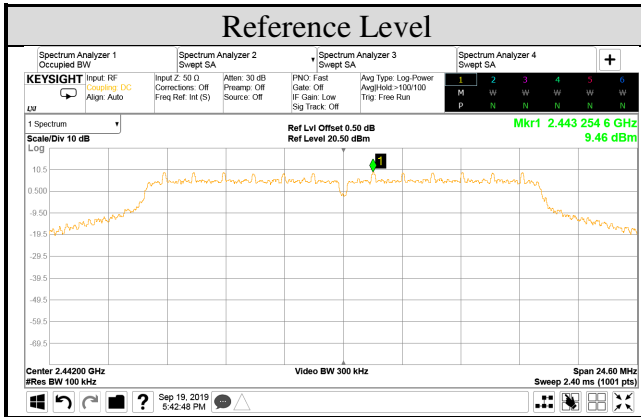 Reference Level
Spectrum Analyzer 1
Occupied BW
Spectrum Analyzer 2
Swept SA
Spectrum Analyzer 3
Swept SA
Spectrum Analyzer 4
Swept SA
+
KEYSIGHT
Input: RF
Coupling: DC
Align: Auto
Input Z: 50 Ω
Corrections: Off
Freq Ref: Int (S)
Atten: 30 dB
Preamp: Off
Source: Off
PNO: Fast
Gate: Off
IF Gain: Low
Sig Track: Off
Avg Type: Log-Power
Avg|Hold:>100/100
Trig: Free Run
1 2 3 4 5 6
M W W W W W
P N N N N N
LXI
1 Spectrum
Scale/Div 10 dB
Ref Lvl Offset 0.50 dB
Ref Level 20.50 dBm
Mkr1 2.443 254 6 GHz
9.46 dBm
Log
1
10.5
0.500
-9.50
-19.5
-29.5
-39.5
-49.5
-59.5
-69.5
Center 2.44200 GHz
#Res BW 100 kHz
Video BW 300 kHz
Span 24.60 MHz
Sweep 2.40 ms (1001 pts)
?
Sep 19, 2019
5:42:48 PM